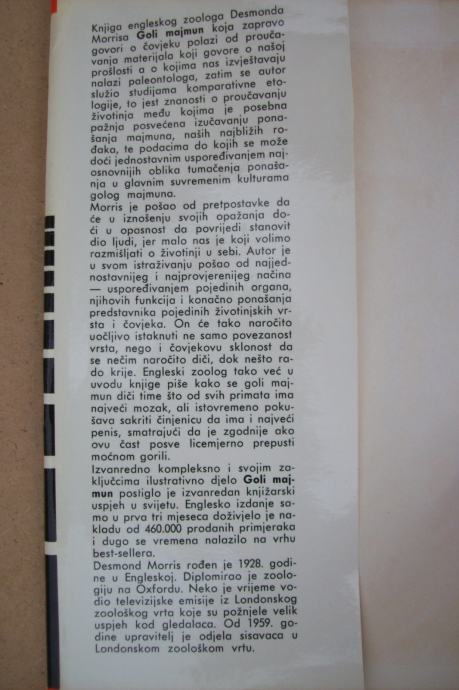 Knjiga engleskog zoologa Desmonda
Morrisa Goli majmun koja zapravo
govori o čovjeku polazi od prouča-
vanja materijala koji govore o našoj
prošlosti a o kojima nas izvještavaju
nalazi paleontologa, zatim se autor
služio studijama komparativne eto-
logije, to jest znanosti o proučavanju
životinja među kojima je posebna
pažnja posvećena izučavanju pona-
šanja majmuna, naših najbližih ro-
đaka, te podacima do kojih se može
doći jednostavnim uspoređivanjem naj-
osnovnijih oblika tumačenja ponaša-
nja u glavnim suvremenim kulturama
golog majmuna.
Morris je pošao od pretpostavke da
će u iznošenju svojih opažanja do-
ći u opasnost da povrijedi stanovit
dio ljudi, jer malo nas je koji volimo
razmišljati o životinji u sebi. Autor je
u svom istraživanju pošao od najjed-
nostavnijeg i najprovjerenijeg načina
— uspoređivanjem pojedinih organa,
njihovih funkcija i konačno ponašanja
predstavnika pojedinih životinjskih vr-
sta i čovjeka. On će tako naročito
uočljivo istaknuti ne samo povezanost
vrsta, nego i čovjekovu sklonost da
se nečim naročito diči, dok nešto ra-
do krije. Engleski zoolog tako već u
uvodu knjige piše kako se goli maj-
mun diči time što od svih primata ima
najveći mozak, ali istovremeno poku-
šava sakriti činjenicu da ima i najveći
penis, smatrajući da je zgodnije ako
ovu čast posve licemjerno prepusti
moćnom gorili.
Izvanredno kompleksno i svojim za-
ključcima ilustrativno djelo Goli maj-
mun postiglo je izvanredan knjižarski
uspjeh u svijetu. Englesko izdanje sa-
mo u prva tri mjeseca doživjelo je na-
kladu od 460.000 prodanih primjeraka
i dugo se vremena nalazilo na vrhu
best-sellera.
Desmond Morris rođen je 1928. godi-
ne u Engleskoj. Diplomirao je zoolo-
giju na Oxfordu. Neko je vrijeme vo-
dio televizijske emisije iz Londonskog
zoološkog vrta koje su požnjele velik
uspjeh kod gledalaca. Od 1959. go-
dine upravitelj je odjela sisavaca u
Londonskom zoološkom vrtu.